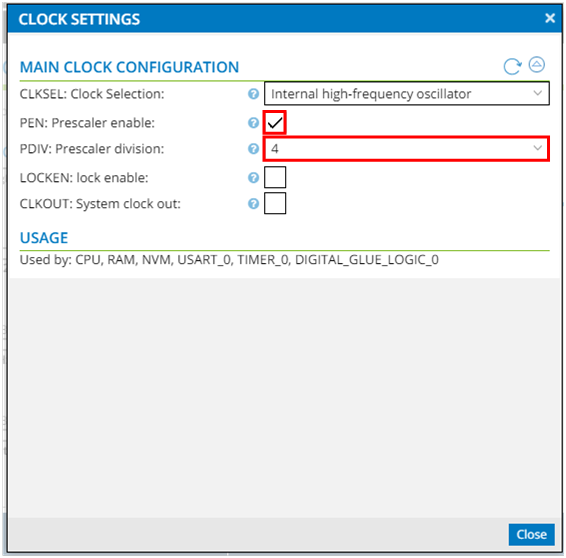 CLOCK SETTINGS
MAIN CLOCK CONFIGURATION
CLKSEL: Clock Selection: Internal high-frequency oscillator
PEN: Prescaler enable:
PDIV: Prescaler division: 4
LOCKEN: lock enable:
CLKOUT: System clock out:
USAGE
Used by: CPU, RAM, NVM, USART_0, TIMER_0, DIGITAL_GLUE_LOGIC_0
Close